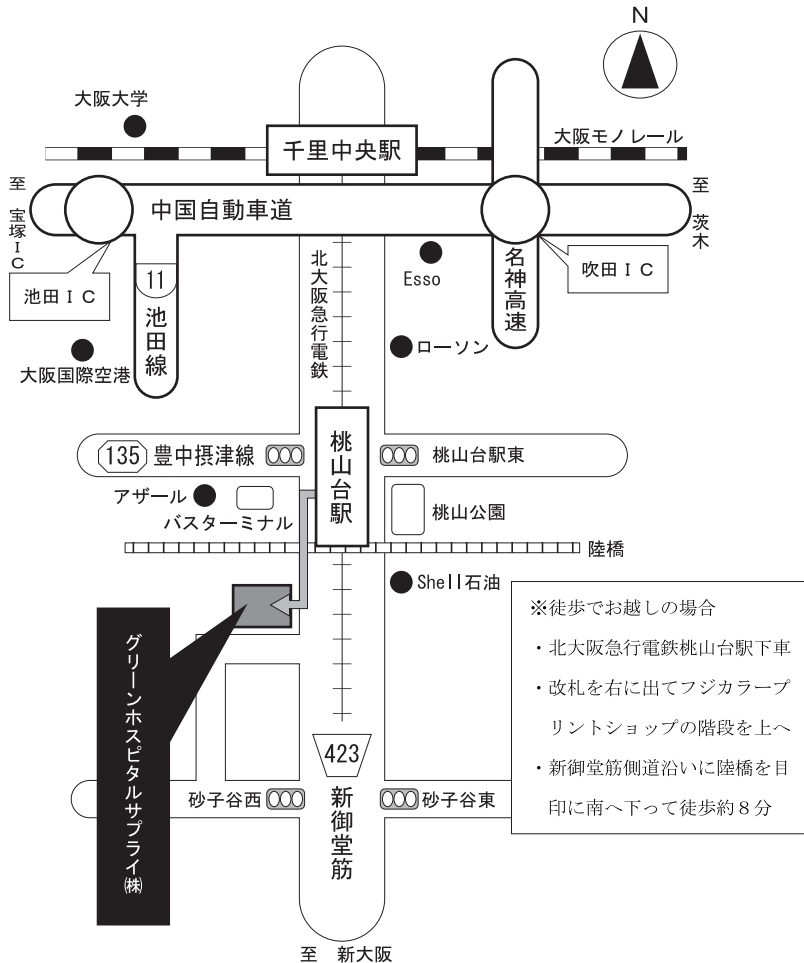 N
大阪大学
千里中央駅
大阪モノレール
至 宝塚IC
中国自動車道
至 茨木
池田IC
11
池田線
北大阪急行電鉄
Esso
名神高速
吹田IC
大阪国際空港
ローソン
135
豊中摂津線
桃山台駅
桃山台駅東
アザール
バスターミナル
桃山公園
陸橋
Shell石油
グリーンホスピタルサプライ㈱
※徒歩でお越しの場合
・北大阪急行電鉄桃山台駅下車
・改札を右に出てフジカラープ
リントショップの階段を上へ
・新御堂筋側道沿いに陸橋を目
印に南へ下って徒歩約8分
423
新御堂筋
砂子谷西
砂子谷東
至 新大阪